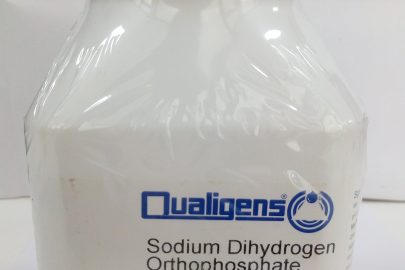 Qualigens®
Sodium Dihydrogen
Orthophosphate